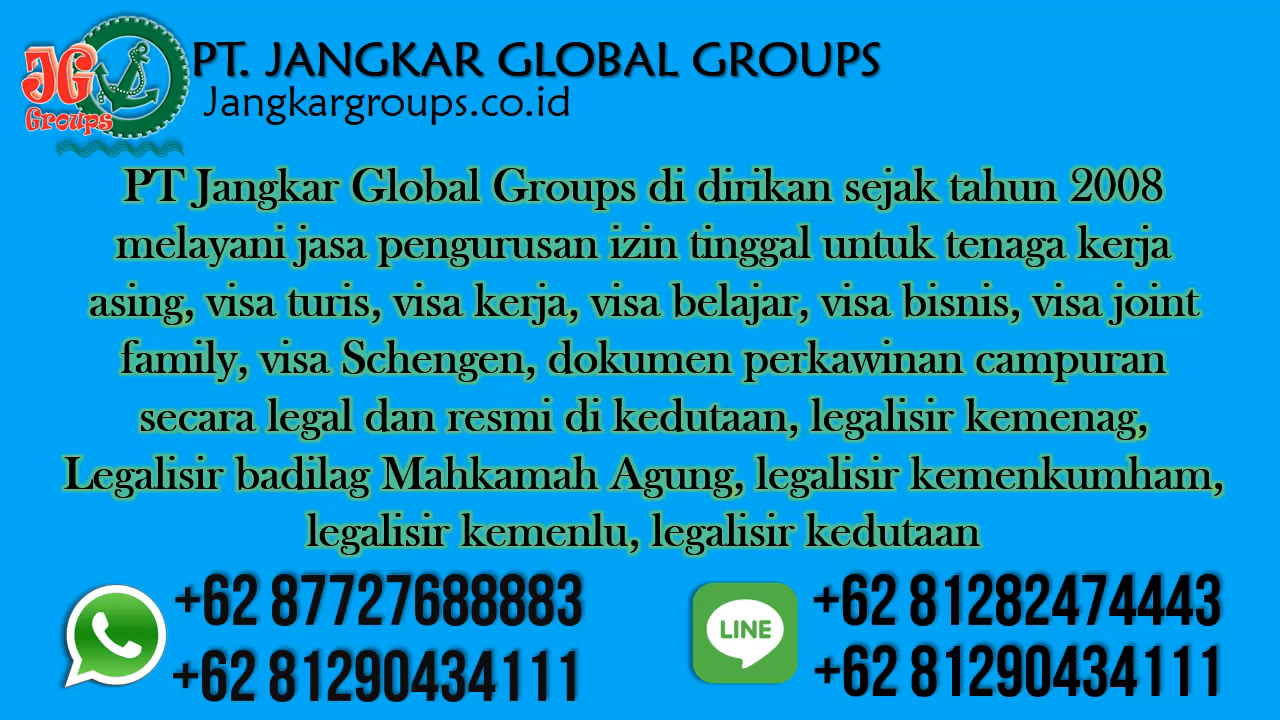 JG
Groups
PT. JANGKAR GLOBAL GROUPS
Jangkargroups.co.id
PT Jangkar Global Groups di dirikan sejak tahun 2008
melayani jasa pengurusan izin tinggal untuk tenaga kerja
asing, visa turis, visa kerja, visa belajar, visa bisnis, visa joint
family, visa Schengen, dokumen perkawinan campuran
secara legal dan resmi di kedutaan, legalisir kemenag,
Legalisir badilag Mahkamah Agung, legalisir kemenkumham,
legalisir kemenlu, legalisir kedutaan
+62 87727688883
+62 81290434111
LINE
+62 81282474443
+62 81290434111